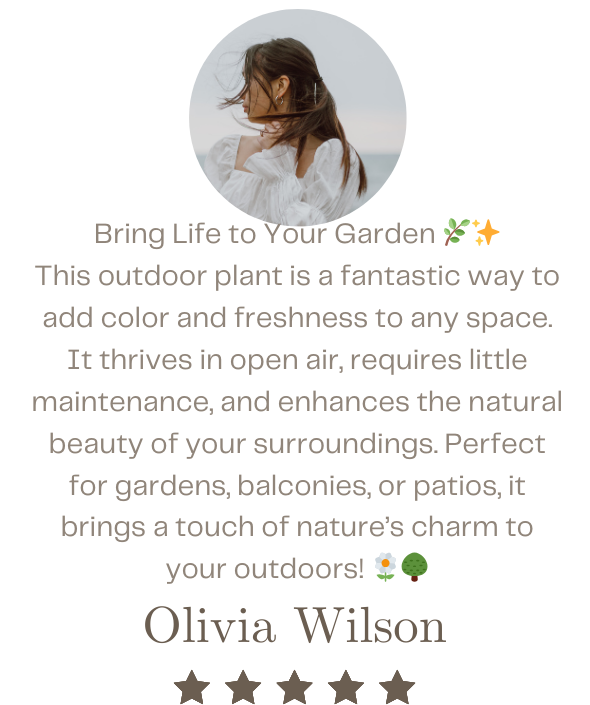 Bring Life to Your Garden 🌿✨
This outdoor plant is a fantastic way to
add color and freshness to any space.
It thrives in open air, requires little
maintenance, and enhances the natural
beauty of your surroundings. Perfect
for gardens, balconies, or patios, it
brings a touch of nature’s charm to
your outdoors! 🌼🌳
Olivia Wilson